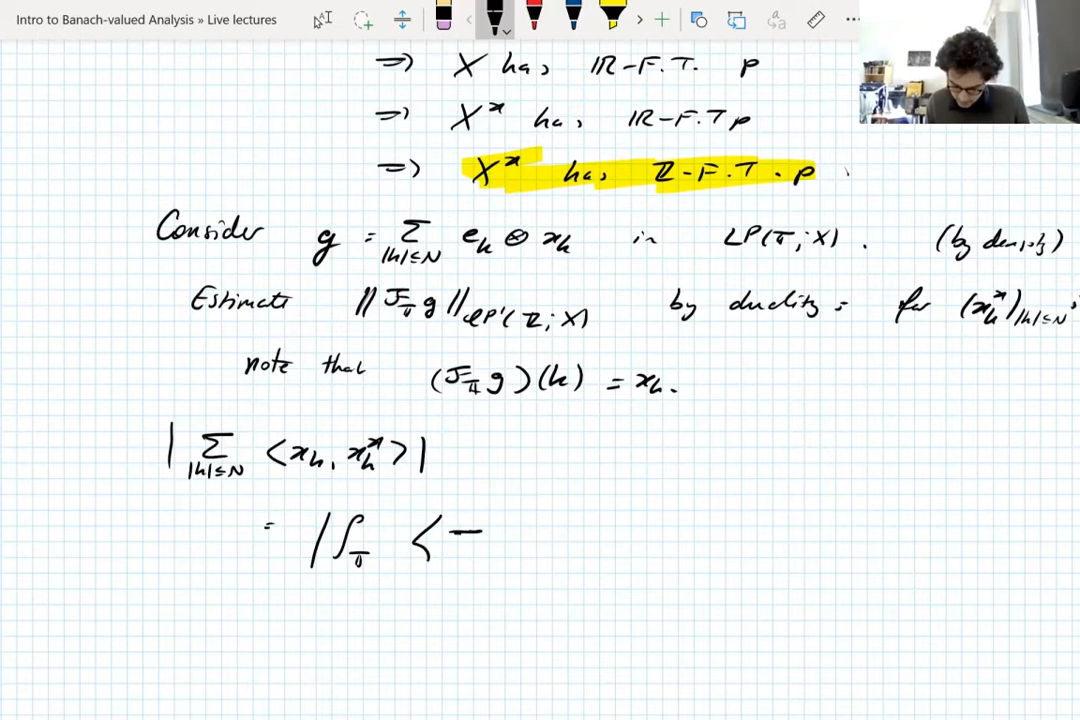 Intro to Banach-valued Analysis » Live lectures
⇒ X has ℝ-F.T. p
⇒ X* has ℝ-F.T p
⇒ X* has ℤ-F.T. p.
Consider g = Σ_{|k|≤N} e_k ⊗ x_k in L^p(𝕋; X). (by density)
Estimate ||ℱ_𝕋 g||_{ℓ^{p'}(ℤ; X)} by duality: for (x_k^*)_{|k|≤N},
note that (ℱ_𝕋 g)(k) = x_k.
|Σ_{|k|≤N} <x_k, x_k^*>|
= |∫_𝕋 < –